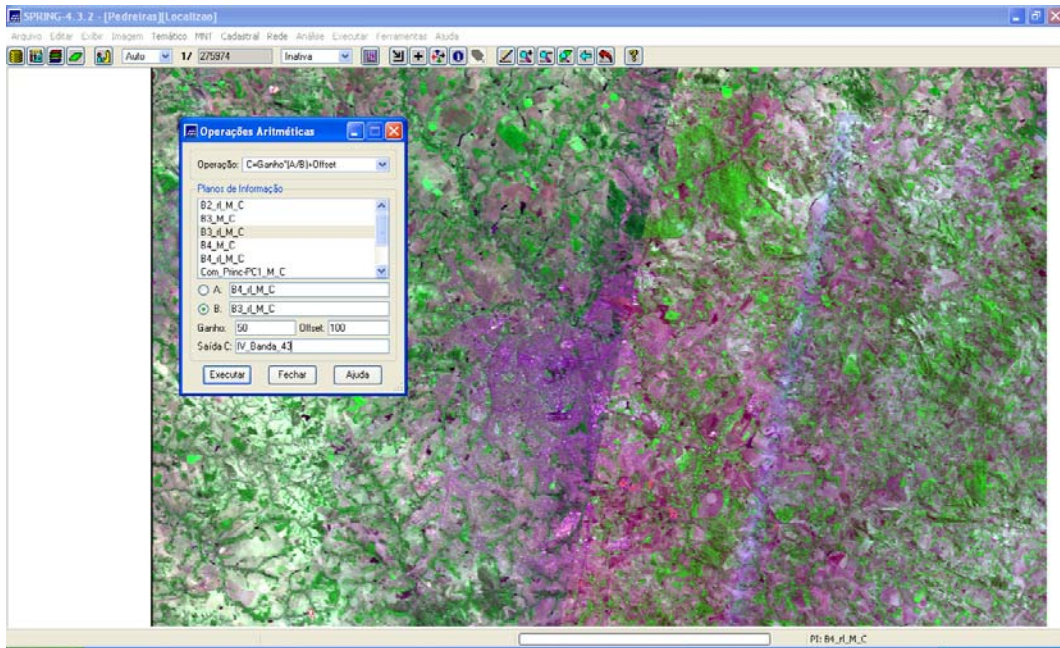 SPRING-4.3.2 - [Pedreiras][Localizao]
Arquivo Editar Exibir Imagem Temático MNT Cadastral Rede Análise Executar Ferramentas Ajuda
Auto 1/ 275974 Inativa
Operações Aritméticas
Operação: C=Ganho*(A/B)+Offset
Planos de Informação
B2_rl_M_C
B3_M_C
B3_rl_M_C
B4_M_C
B4_rl_M_C
Com_Princ-PC1_M_C
A: B4_rl_M_C
B: B3_rl_M_C
Ganho: 50 Offset: 100
Saída C: IV_Banda_43
Executar Fechar Ajuda
PI: B4_rl_M_C